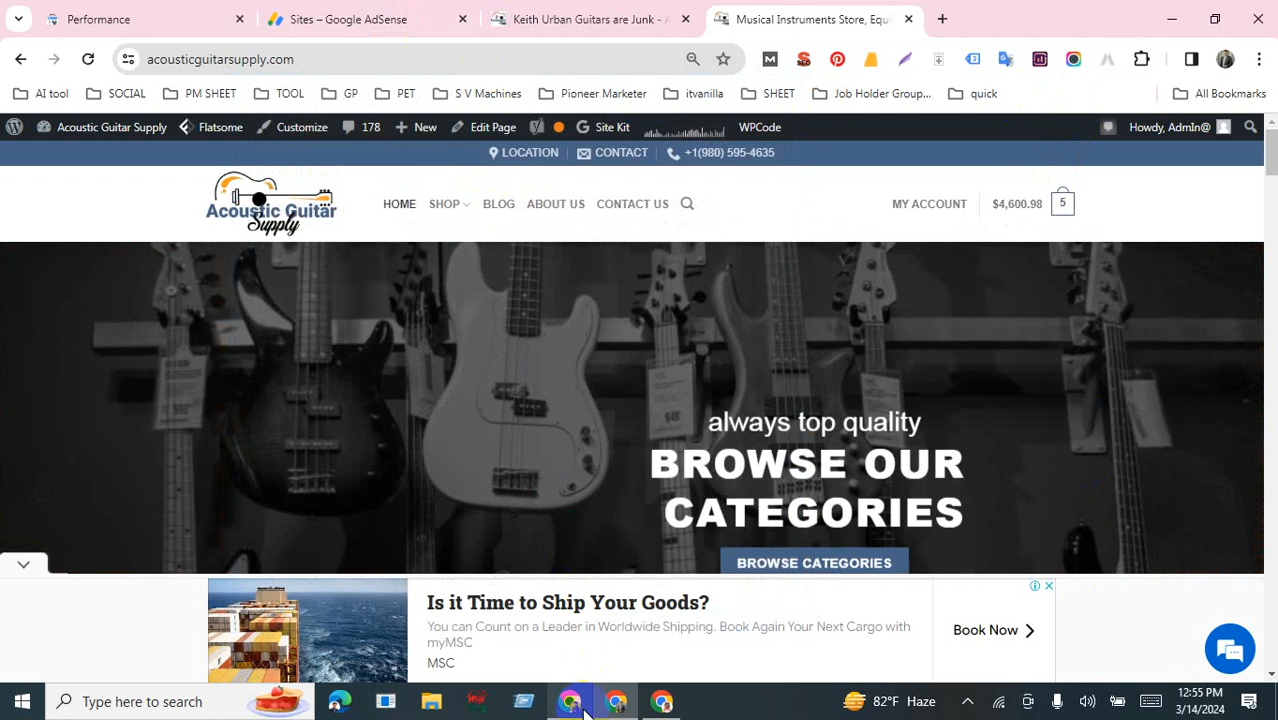 Performance
Sites – Google AdSense
Keith Urban Guitars are Junk - A
Musical Instruments Store, Equi
acousticguitarsupply.com
AI tool
SOCIAL
PM SHEET
TOOL
GP
PET
S V Machines
Pioneer Marketer
itvanilla
SHEET
Job Holder Group...
quick
All Bookmarks
Acoustic Guitar Supply
Flatsome
Customize
178
New
Edit Page
Site Kit
WPCode
Howdy, AdmIn@
LOCATION
CONTACT
+1(980) 595-4635
Acoustic Guitar
Supply
HOME
SHOP
BLOG
ABOUT US
CONTACT US
MY ACCOUNT
$4,600.98
5
always top quality
BROWSE OUR
CATEGORIES
BROWSE CATEGORIES
Is it Time to Ship Your Goods?
You can Count on a Leader in Worldwide Shipping. Book Again Your Next Cargo with
myMSC
MSC
Book Now
Type here to search
82°F Haze
12:55 PM
3/14/2024